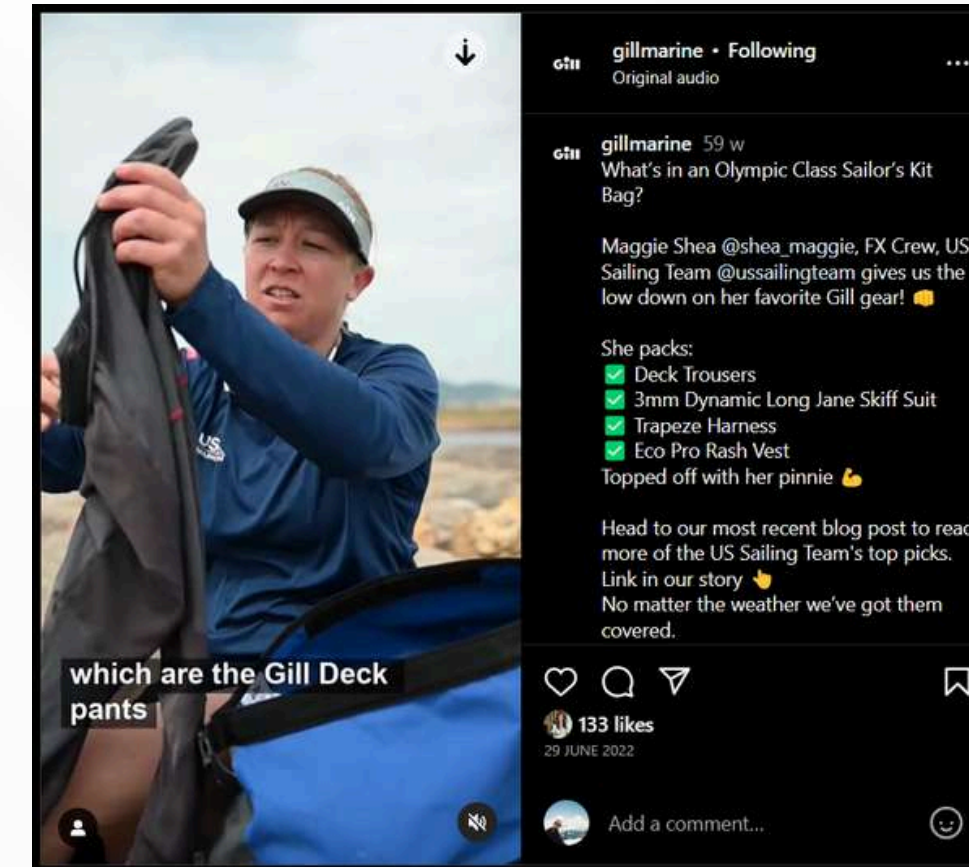 which are the Gill Deck
pants
US
Gill
gillmarine • Following
Original audio
Gill
gillmarine 59 w
What's in an Olympic Class Sailor's Kit
Bag?
Maggie Shea @shea_maggie, FX Crew, US
Sailing Team @ussailingteam gives us the
low down on her favorite Gill gear! 👊
She packs:
✅ Deck Trousers
✅ 3mm Dynamic Long Jane Skiff Suit
✅ Trapeze Harness
✅ Eco Pro Rash Vest
Topped off with her pinnie 💪
Head to our most recent blog post to read
more of the US Sailing Team's top picks.
Link in our story 👆
No matter the weather we've got them
covered.
133 likes
29 JUNE 2022
Add a comment...